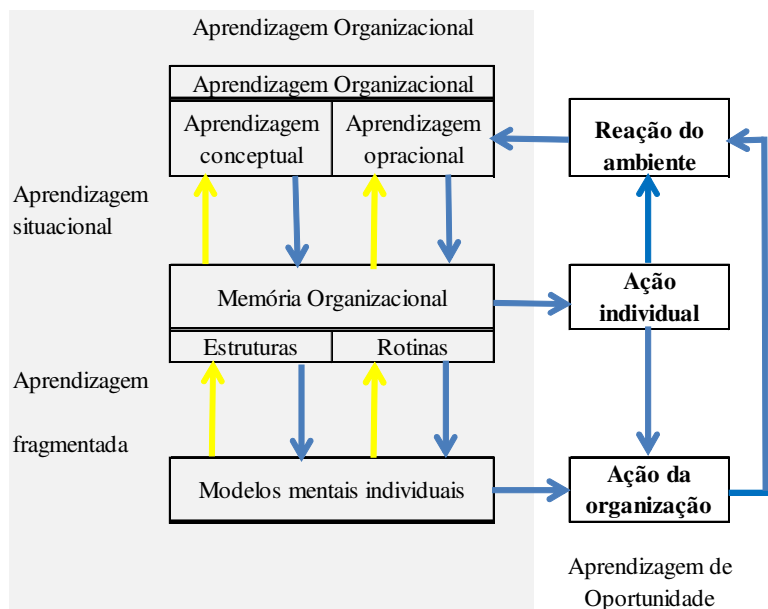 Aprendizagem Organizacional
Aprendizagem Organizacional
Aprendizagem
conceptual
Aprendizagem
opracional
Reação do
ambiente
Aprendizagem
situacional
Memória Organizacional
Ação
individual
Estruturas
Rotinas
Aprendizagem
fragmentada
Modelos mentais individuais
Ação da
organização
Aprendizagem de
Oportunidade